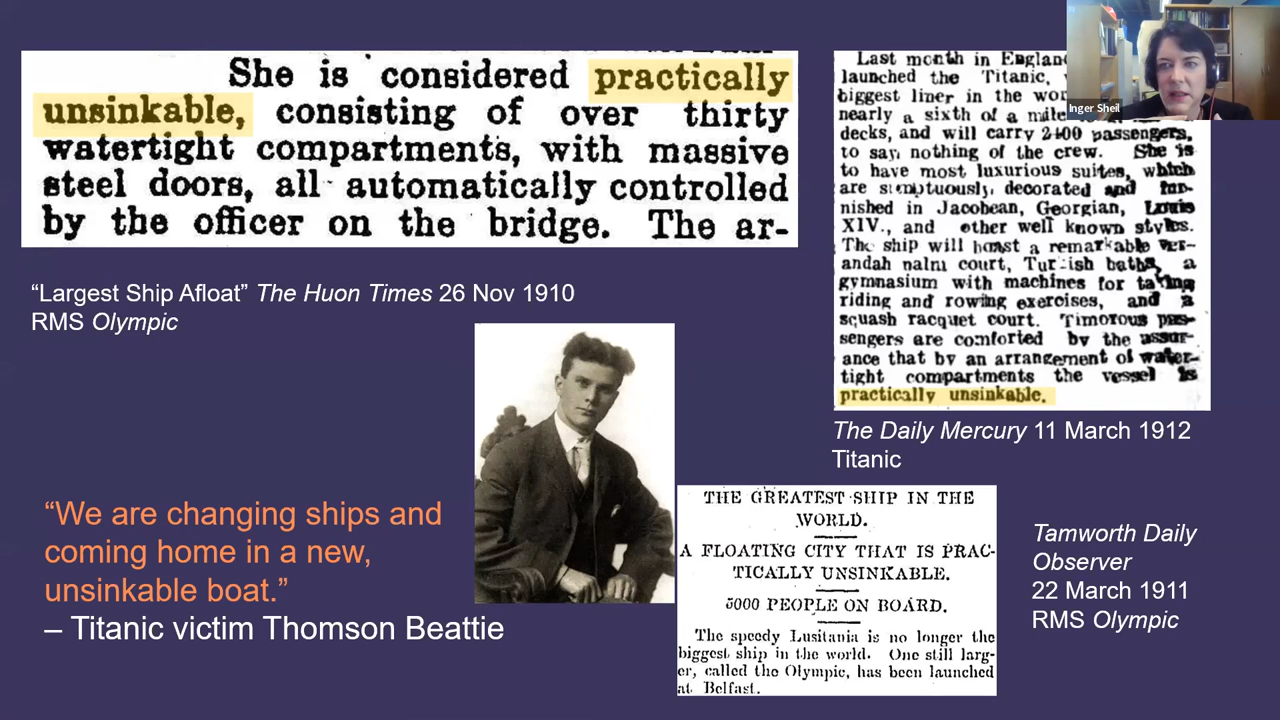 She is considered practically
unsinkable, consisting of over thirty
watertight compartments, with massive
steel doors, all automatically controlled
by the officer on the bridge. The ar-
“Largest Ship Afloat” The Huon Times 26 Nov 1910
RMS Olympic
“We are changing ships and
coming home in a new,
unsinkable boat.”
– Titanic victim Thomson Beattie
Last month in England
launched the Titanic,
biggest liner in the
nearly a sixth of a mile
decks, and will carry 2400 passengers,
to say nothing of the crew. She is
to have most luxurious suites, which
are sumptuously decorated and fur-
nished in Jacobean, Georgian, Louis
XIV., and other well known styles.
The ship will boast a remarkable ver-
andah palm court, Turkish baths, a
gymnasium with machines for taking
riding and rowing exercises, and a
squash racquet court. Timorous pas-
sengers are comforted by the assur-
ance that by an arrangement of water-
tight compartments the vessel is
practically unsinkable.
Inger Sheil
The Daily Mercury 11 March 1912
Titanic
THE GREATEST SHIP IN THE
WORLD.
A FLOATING CITY THAT IS PRAC-
TICALLY UNSINKABLE.
5000 PEOPLE ON BOARD.
The speedy Lusitania is no longer the
biggest ship in the world. One still larg-
er, called the Olympic, has been launched
at Belfast.
Tamworth Daily
Observer
22 March 1911
RMS Olympic